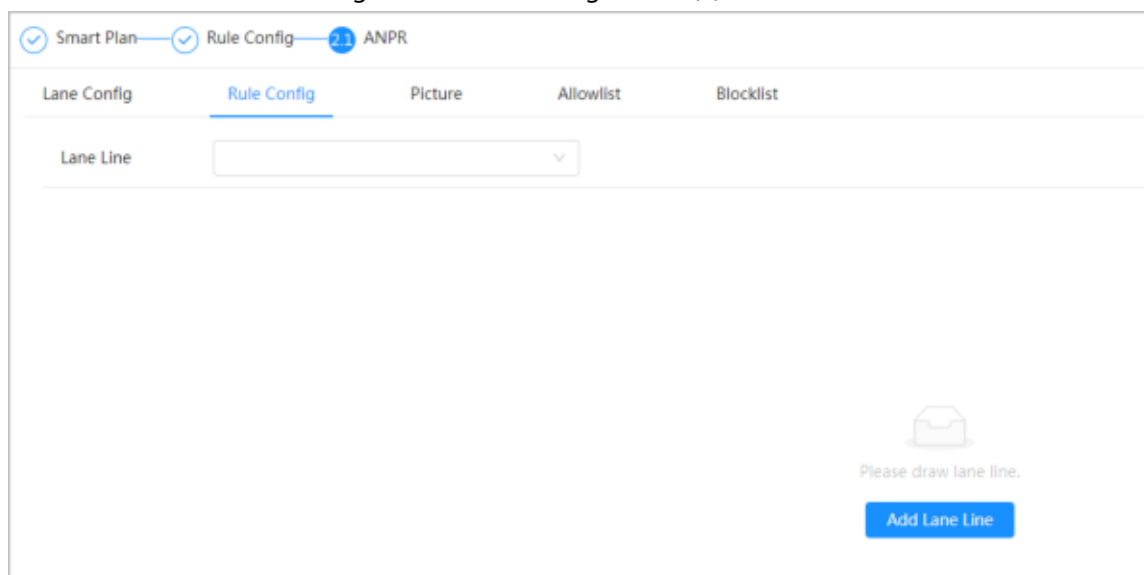 Smart Plan Rule Config 2.1 ANPR
Lane Config Rule Config Picture Allowlist Blocklist
Lane Line
Please draw lane line.
Add Lane Line